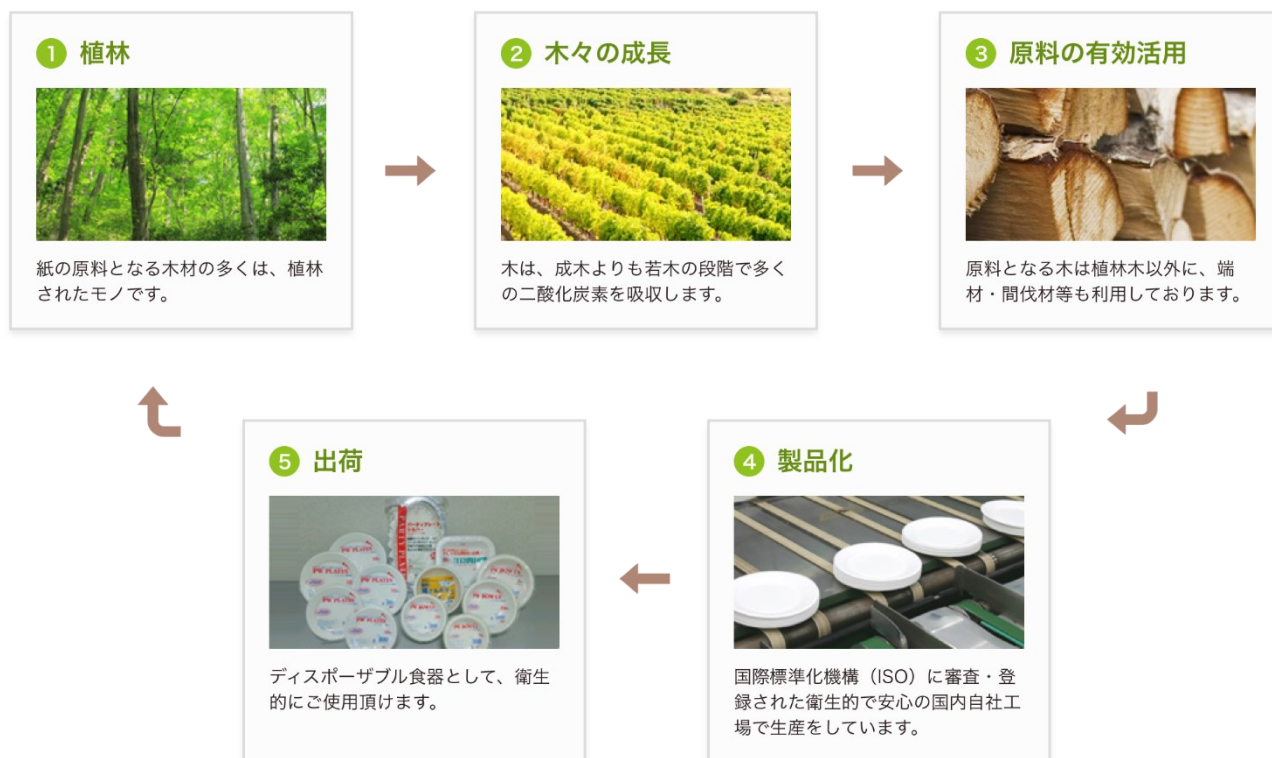 1 植林
紙の原料となる木材の多くは、植林
されたモノです。
2 木々の成長
木は、成木よりも若木の段階で多く
の二酸化炭素を吸収します。
3 原料の有効活用
原料となる木は植林木以外に、端
材・間伐材等も利用しております。
4 製品化
国際標準化機構（ISO）に審査・登
録された衛生的で安心の国内自社工
場で生産をしています。
5 出荷
PARTY PLATE
ディスポーザブル食器として、衛生
的にご使用頂けます。